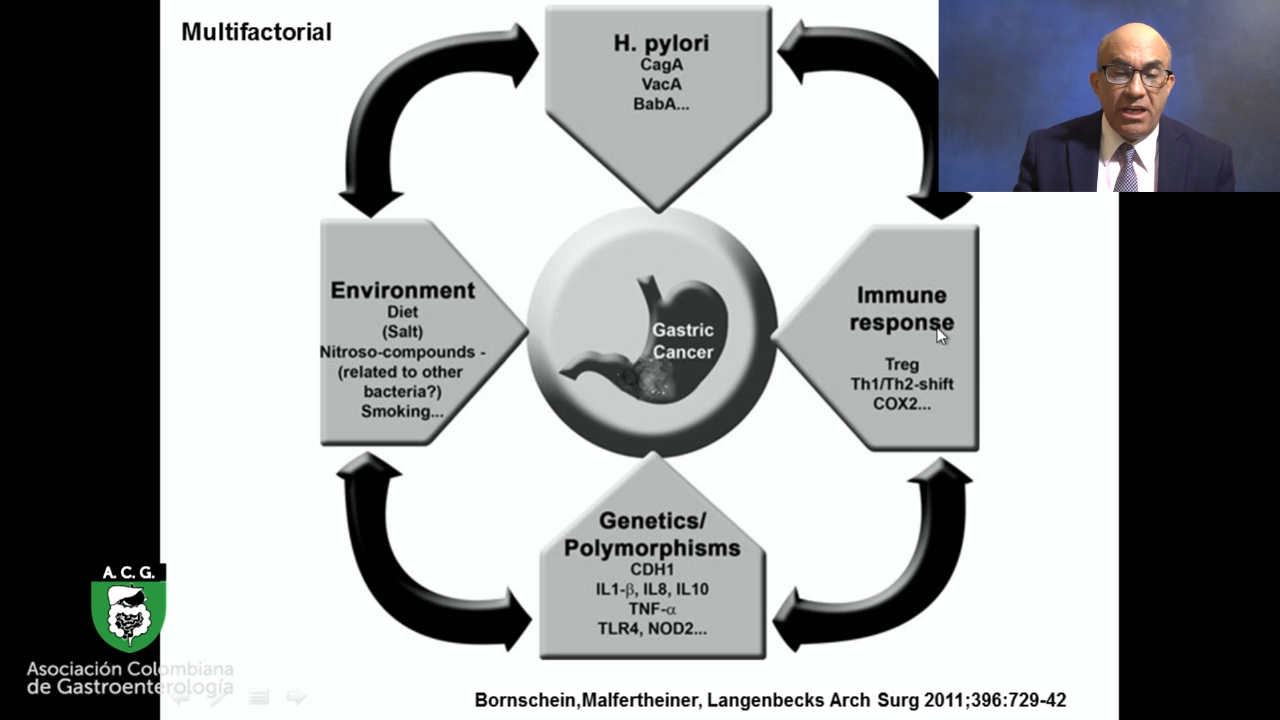 Multifactorial
H. pylori
CagA
VacA
BabA...
Environment
Diet
(Salt)
Nitroso-compounds -
(related to other
bacteria?)
Smoking...
Gastric
Cancer
Immune
response
Treg
Th1/Th2-shift
COX2...
Genetics/
Polymorphisms
CDH1
IL1-β, IL8, IL10
TNF-α
TLR4, NOD2...
A. C. G.
Asociación Colombiana
de Gastroenterología
Bornschein,Malfertheiner, Langenbecks Arch Surg 2011;396:729-42